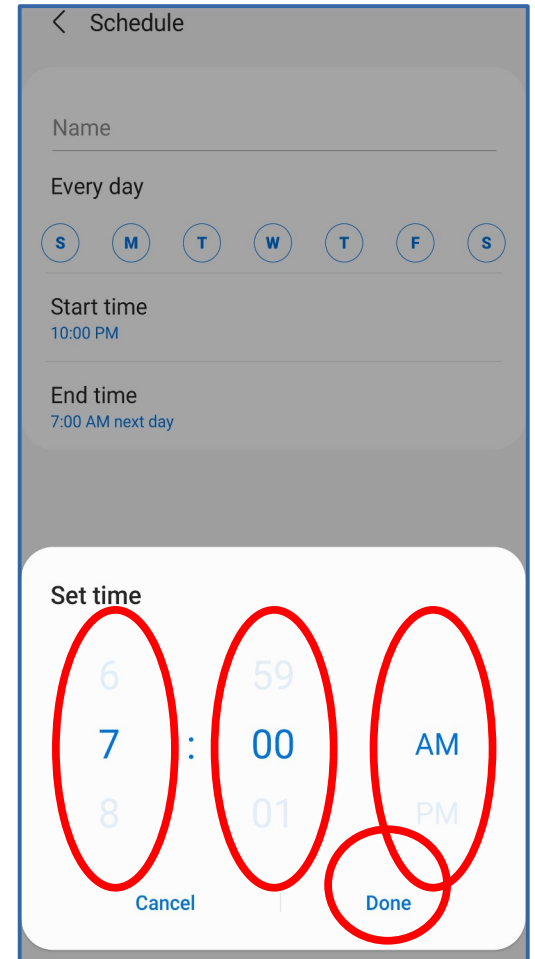 Schedule
Name
Every day
S M T W T F S
Start time
10:00 PM
End time
7:00 AM next day
Set time
6 59
7 : 00 AM
8 01 PM
Cancel Done